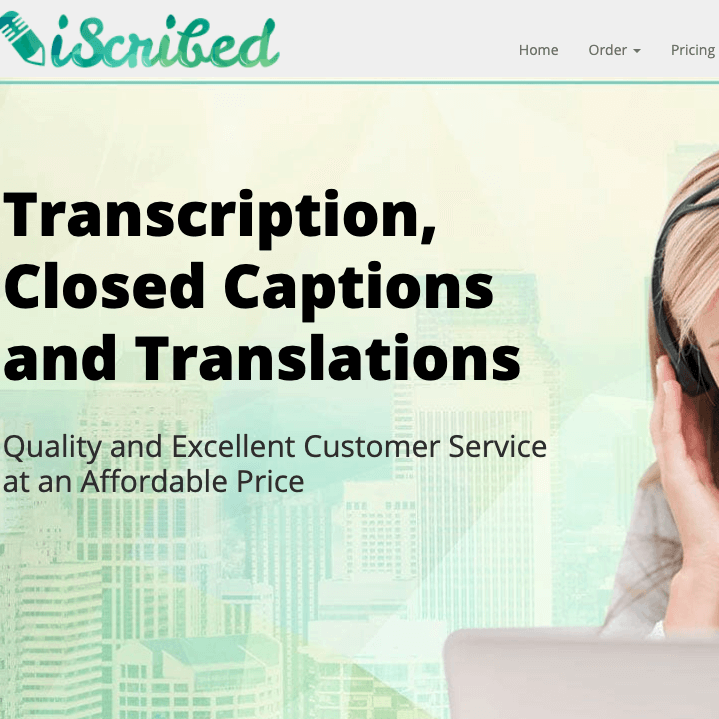 iScribed
Home Order Pricing
Transcription,
Closed Captions
and Translations
Quality and Excellent Customer Service
at an Affordable Price